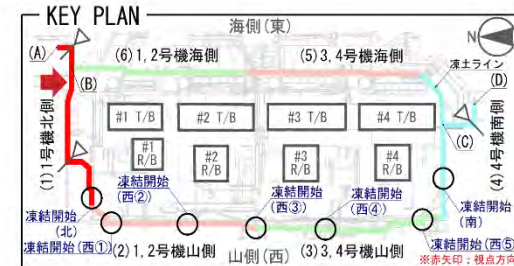 KEY PLAN
海側(東)
N
(A)
(6)1,2号機海側
(5)3,4号機海側
凍土ライン
(D)
(B)
(1)1号機北側
#1 T/B
#2 T/B
#3 T/B
#4 T/B
(C)
(4)4号機南側
#1
R/B
#2
R/B
#3
R/B
#4
R/B
凍結開始
(西②)
凍結開始
(西③)
凍結開始
(西④)
凍結開始
(南)
凍結開始
(北)
凍結開始(西①)
(2)1,2号機山側
山側(西)
(3)3,4号機山側
凍結開始(西⑤)
※赤矢印:視点方向